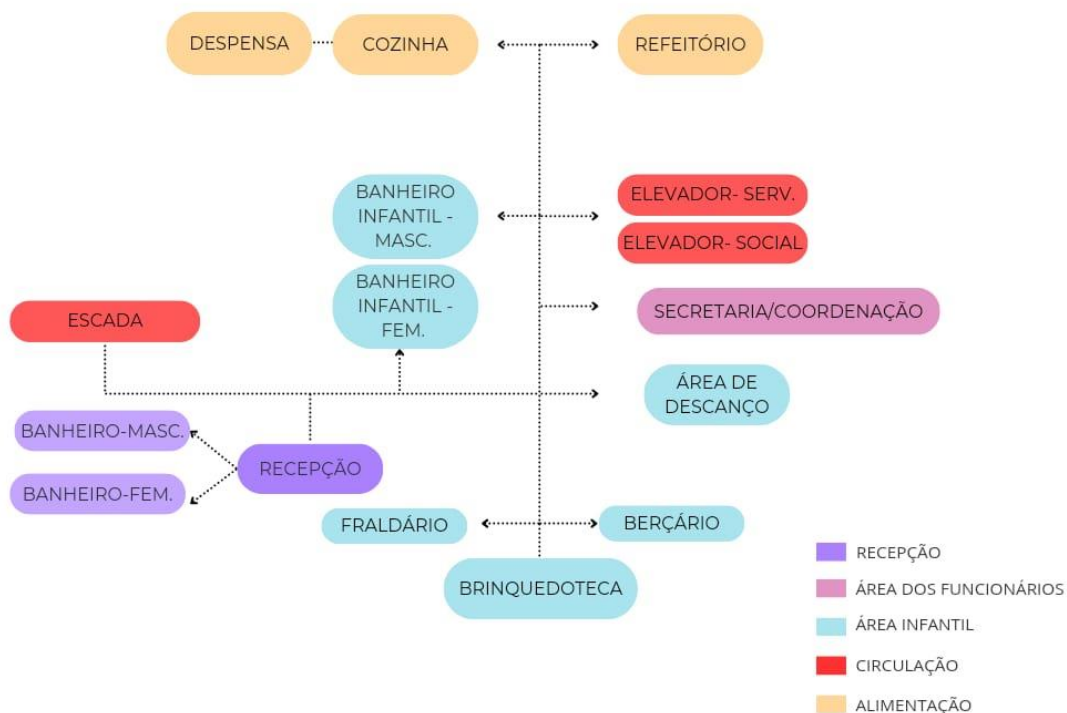 DESPENSA
COZINHA
REFEITÓRIO
BANHEIRO
INFANTIL -
MASC.
ELEVADOR- SERV.
ELEVADOR- SOCIAL
BANHEIRO
INFANTIL -
FEM.
SECRETARIA/COORDENAÇÃO
ESCADA
ÁREA DE
DESCANÇO
BANHEIRO-MASC.
RECEPÇÃO
BANHEIRO-FEM.
FRALDÁRIO
BERÇÁRIO
BRINQUEDOTECA
RECEPÇÃO
ÁREA DOS FUNCIONÁRIOS
ÁREA INFANTIL
CIRCULAÇÃO
ALIMENTAÇÃO